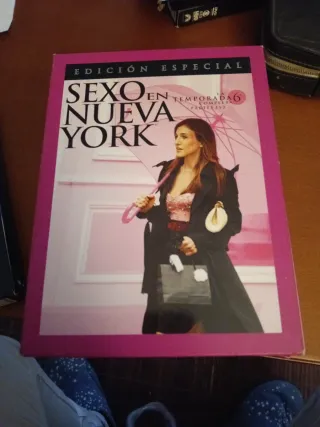 EDICIÓN ESPECIAL
SEXO EN
NUEVA
YORK
TEMPORADA 6